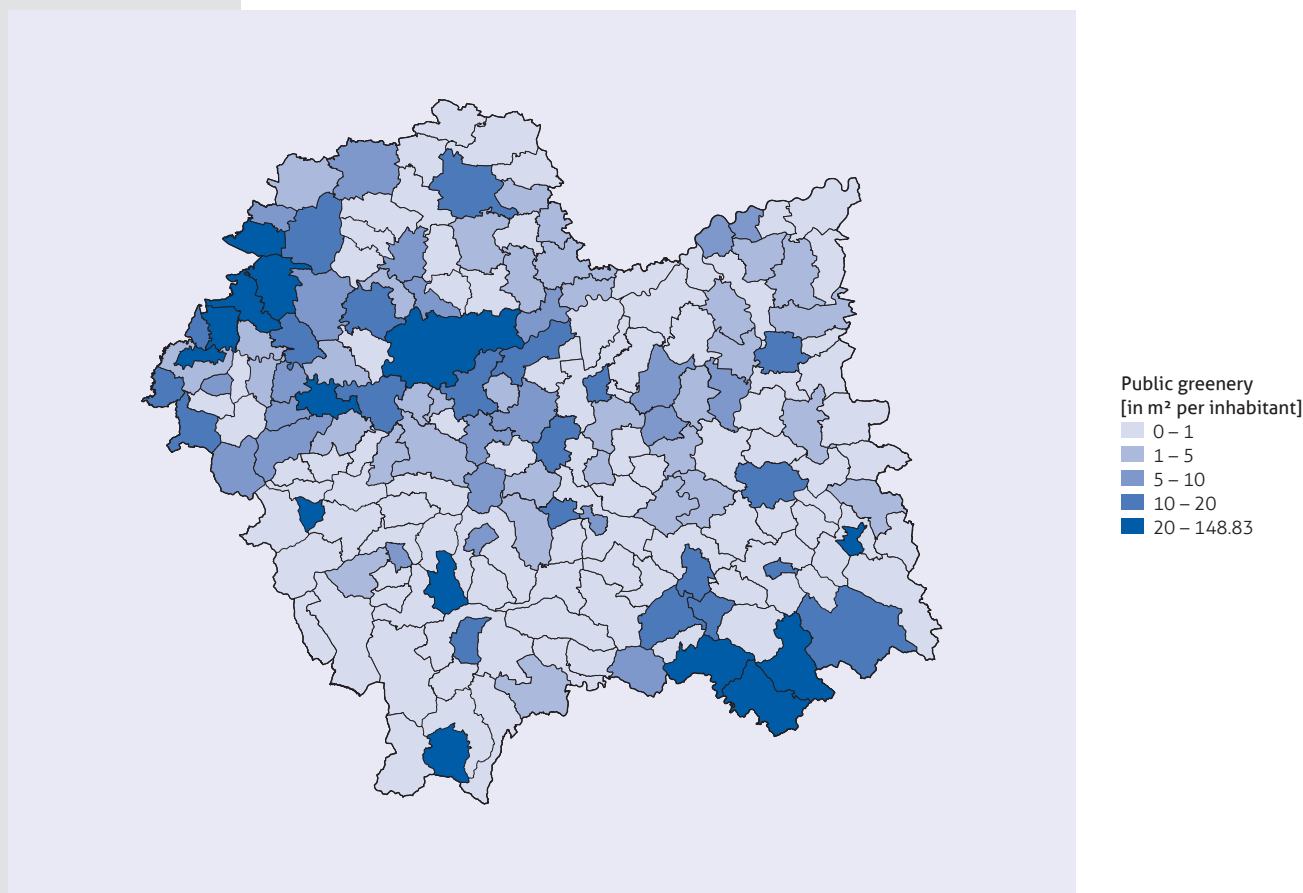 Public greenery
[in m² per inhabitant]
0 – 1
1 – 5
5 – 10
10 – 20
20 – 148.83